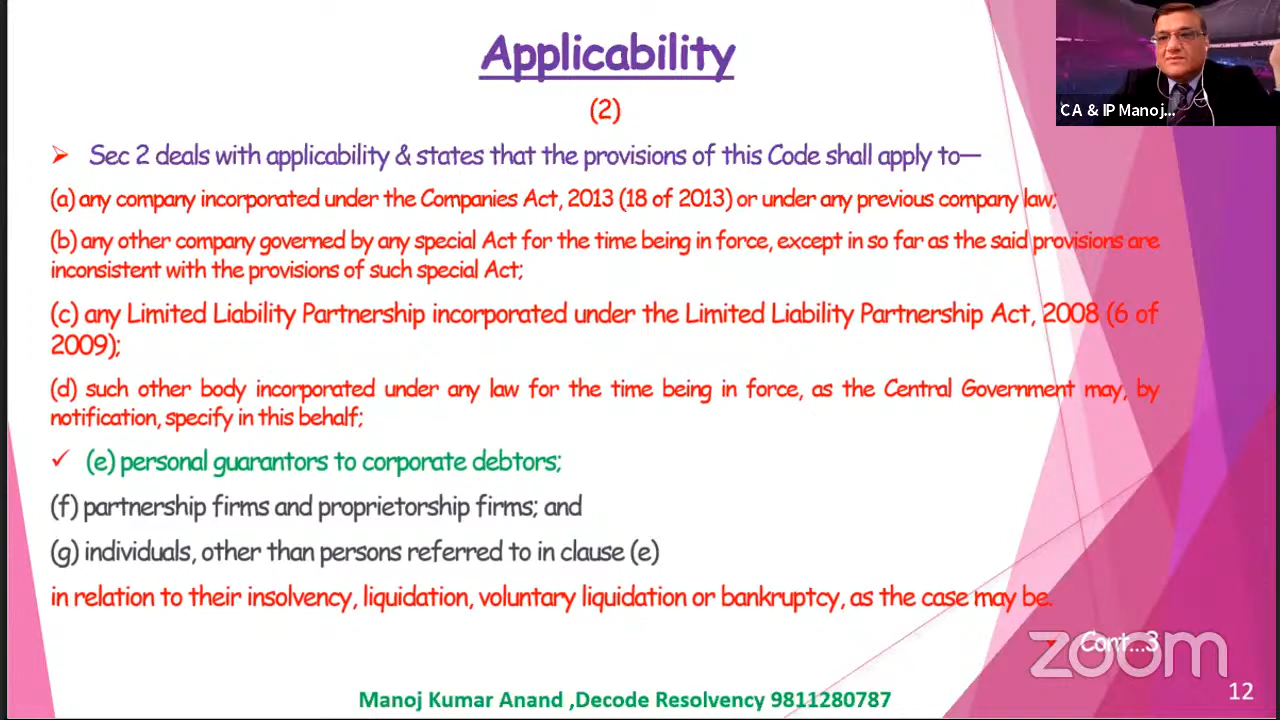 Applicability
(2)
CA & IP Manoj...
➢ Sec 2 deals with applicability & states that the provisions of this Code shall apply to—
(a) any company incorporated under the Companies Act, 2013 (18 of 2013) or under any previous company law;
(b) any other company governed by any special Act for the time being in force, except in so far as the said provisions are
inconsistent with the provisions of such special Act;
(c) any Limited Liability Partnership incorporated under the Limited Liability Partnership Act, 2008 (6 of
2009);
(d) such other body incorporated under any law for the time being in force, as the Central Government may, by
notification, specify in this behalf;
✓ (e) personal guarantors to corporate debtors;
(f) partnership firms and proprietorship firms; and
(g) individuals, other than persons referred to in clause (e)
in relation to their insolvency, liquidation, voluntary liquidation or bankruptcy, as the case may be.
Cont...3
zoom
Manoj Kumar Anand ,Decode Resolvency 9811280787
12